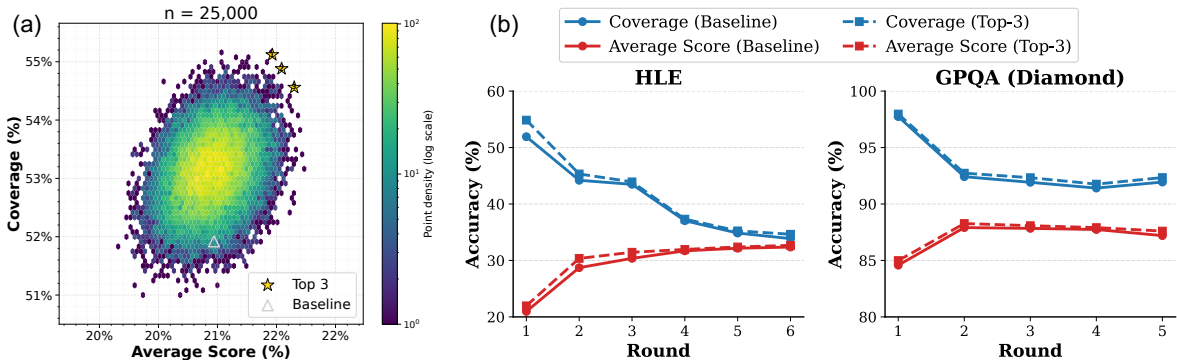 (a)
n = 25,000
Coverage (%)
55%
54%
53%
52%
51%
20%
20%
21%
21%
22%
22%
Average Score (%)
Top 3
Baseline
10²
10¹
10⁰
Point density (log scale)
(b)
Coverage (Baseline)
Average Score (Baseline)
Coverage (Top-3)
Average Score (Top-3)
HLE
Accuracy (%)
60
50
40
30
20
1
2
3
4
5
6
Round
GPQA (Diamond)
Accuracy (%)
100
95
90
85
80
1
2
3
4
5
Round